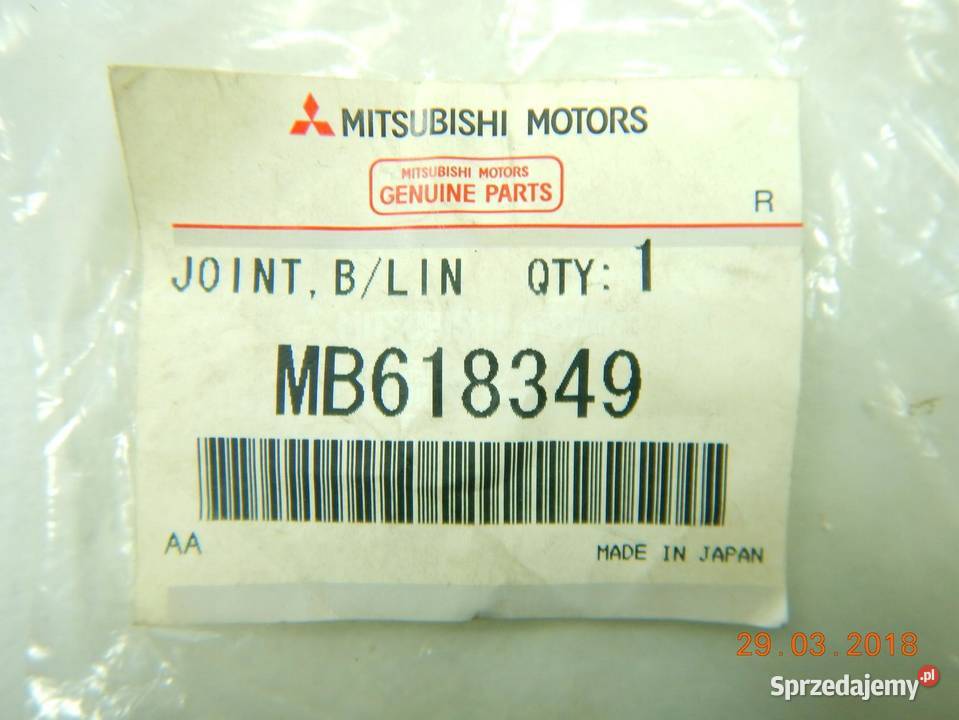 MITSUBISHI MOTORS
MITSUBISHI MOTORS
GENUINE PARTS
R
JOINT, B/LIN QTY: 1
MB618349
AA
MADE IN JAPAN
29.03.2018
Sprzedajemy.pl